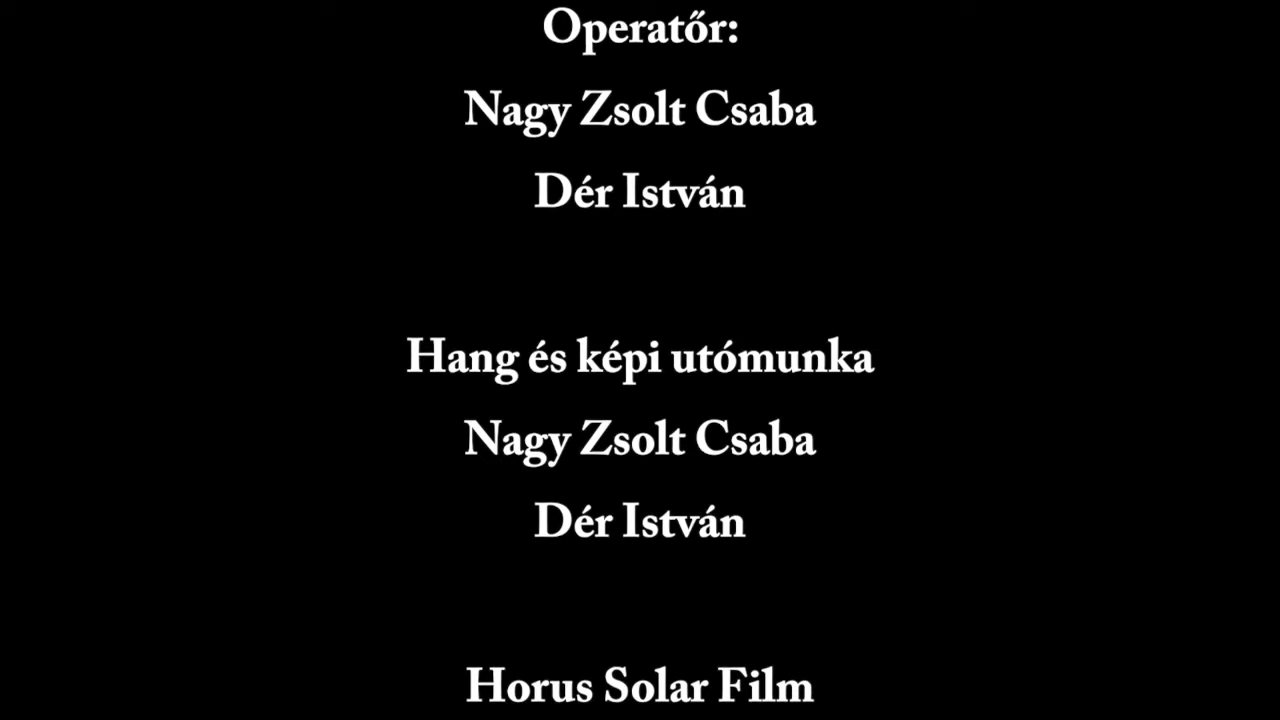 Operatőr:
Nagy Zsolt Csaba
Dér István
Hang és képi utómunka
Nagy Zsolt Csaba
Dér István
Horus Solar Film